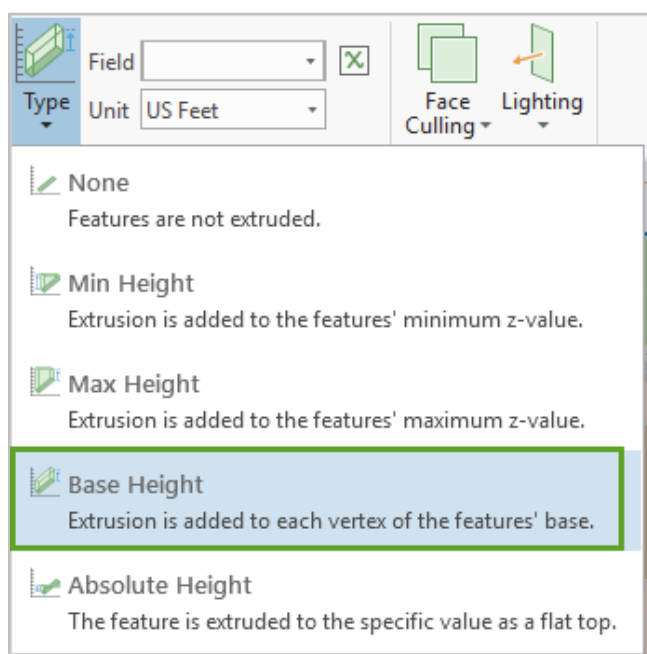 Type
Field
Unit US Feet
Face
Culling
Lighting
None
Features are not extruded.
Min Height
Extrusion is added to the features' minimum z-value.
Max Height
Extrusion is added to the features' maximum z-value.
Base Height
Extrusion is added to each vertex of the features' base.
Absolute Height
The feature is extruded to the specific value as a flat top.